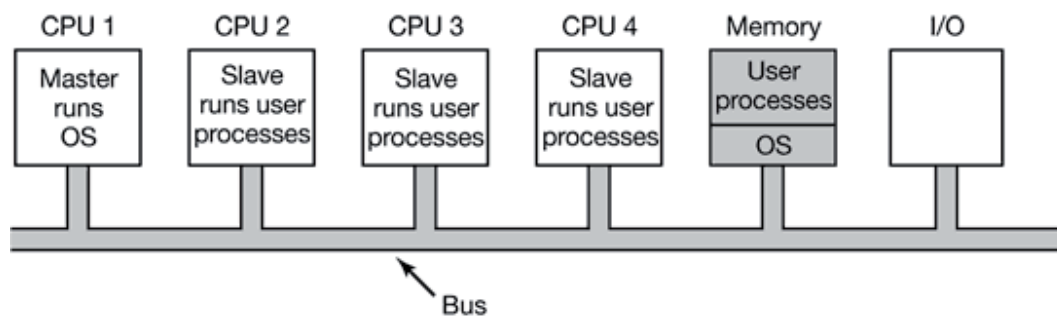 CPU 1
CPU 2
CPU 3
CPU 4
Memory
I/O
Master
runs
OS
Slave
runs user
processes
Slave
runs user
processes
Slave
runs user
processes
User
processes
OS
Bus